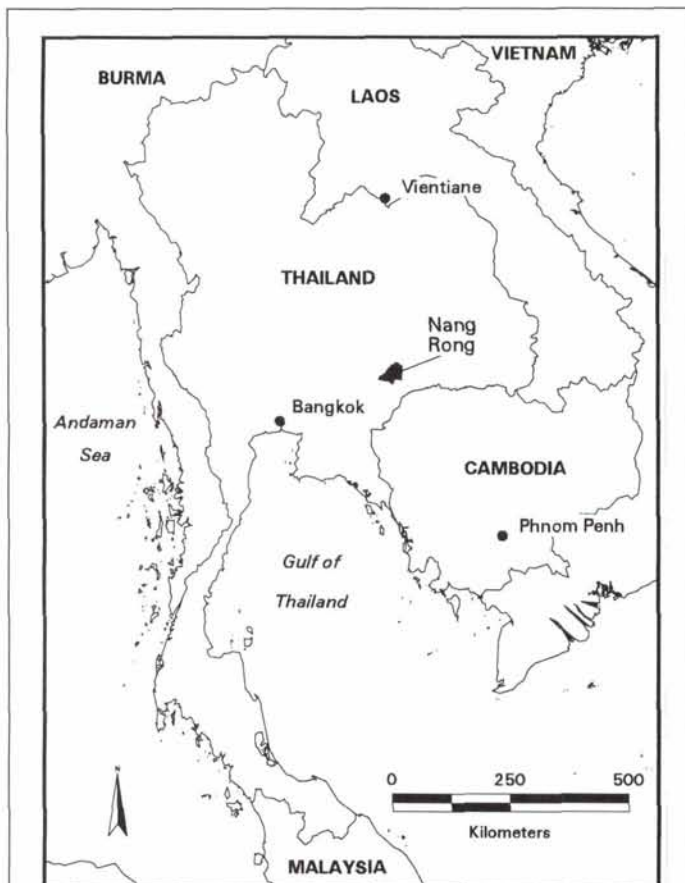 VIETNAM
BURMA
LAOS
Vientiane
THAILAND
Nang
Rong
Bangkok
Andaman
Sea
CAMBODIA
Phnom Penh
Gulf of
Thailand
N
0 250 500
Kilometers
MALAYSIA